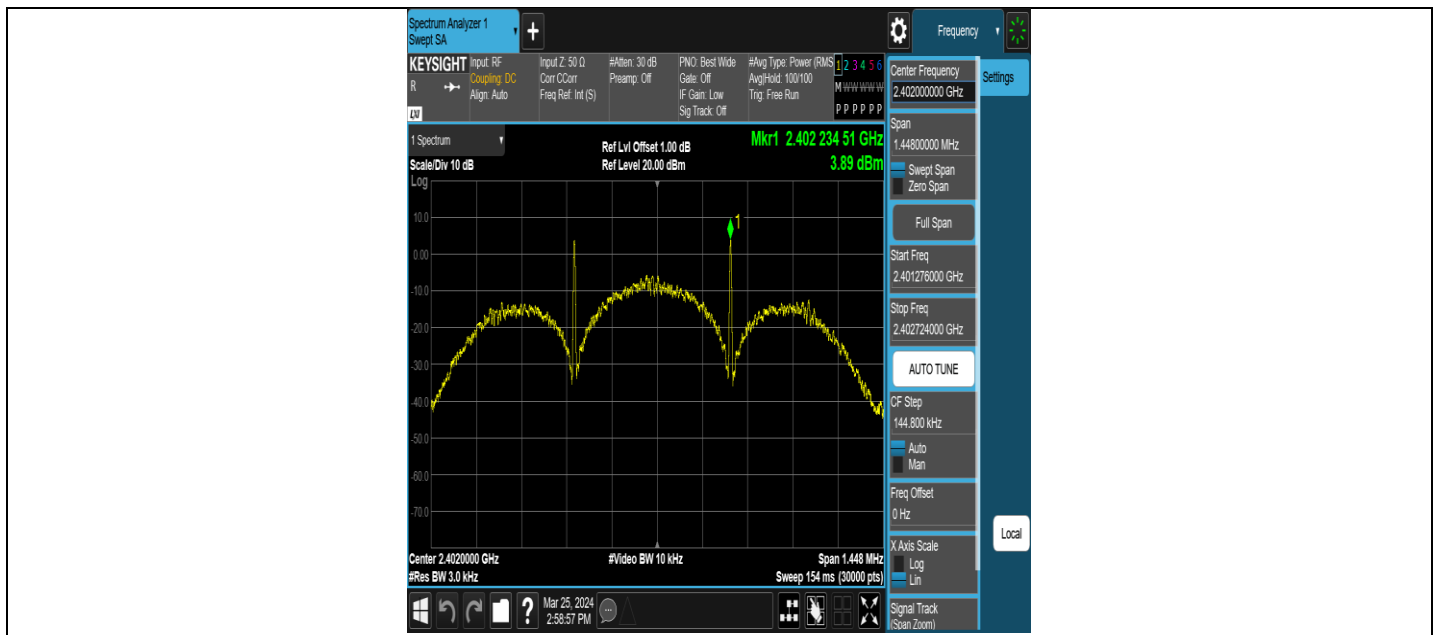 Spectrum Analyzer 1
Swept SA
+
Frequency
KEYSIGHT
R
LXI
Input: RF
Coupling: DC
Align: Auto
Input Z: 50 Ω
Corr CCorr
Freq Ref: Int (S)
#Atten: 30 dB
Preamp: Off
PNO: Best Wide
Gate: Off
IF Gain: Low
Sig Track: Off
#Avg Type: Power (RMS
Avg|Hold: 100/100
Trig: Free Run
1 2 3 4 5 6
M W W W W W
P P P P P P
1 Spectrum
Scale/Div 10 dB
Ref Lvl Offset 1.00 dB
Ref Level 20.00 dBm
Mkr1 2.402 234 51 GHz
3.89 dBm
Log
1
10.0
0.00
-10.0
-20.0
-30.0
-40.0
-50.0
-60.0
-70.0
Center 2.4020000 GHz
#Res BW 3.0 kHz
#Video BW 10 kHz
Span 1.448 MHz
Sweep 154 ms (30000 pts)
Center Frequency
2.402000000 GHz
Settings
Span
1.44800000 MHz
Swept Span
Zero Span
Full Span
Start Freq
2.401276000 GHz
Stop Freq
2.402724000 GHz
AUTO TUNE
CF Step
144.800 kHz
Auto
Man
Freq Offset
0 Hz
X Axis Scale
Log
Lin
Signal Track
(Span Zoom)
Local
?
Mar 25, 2024
2:58:57 PM